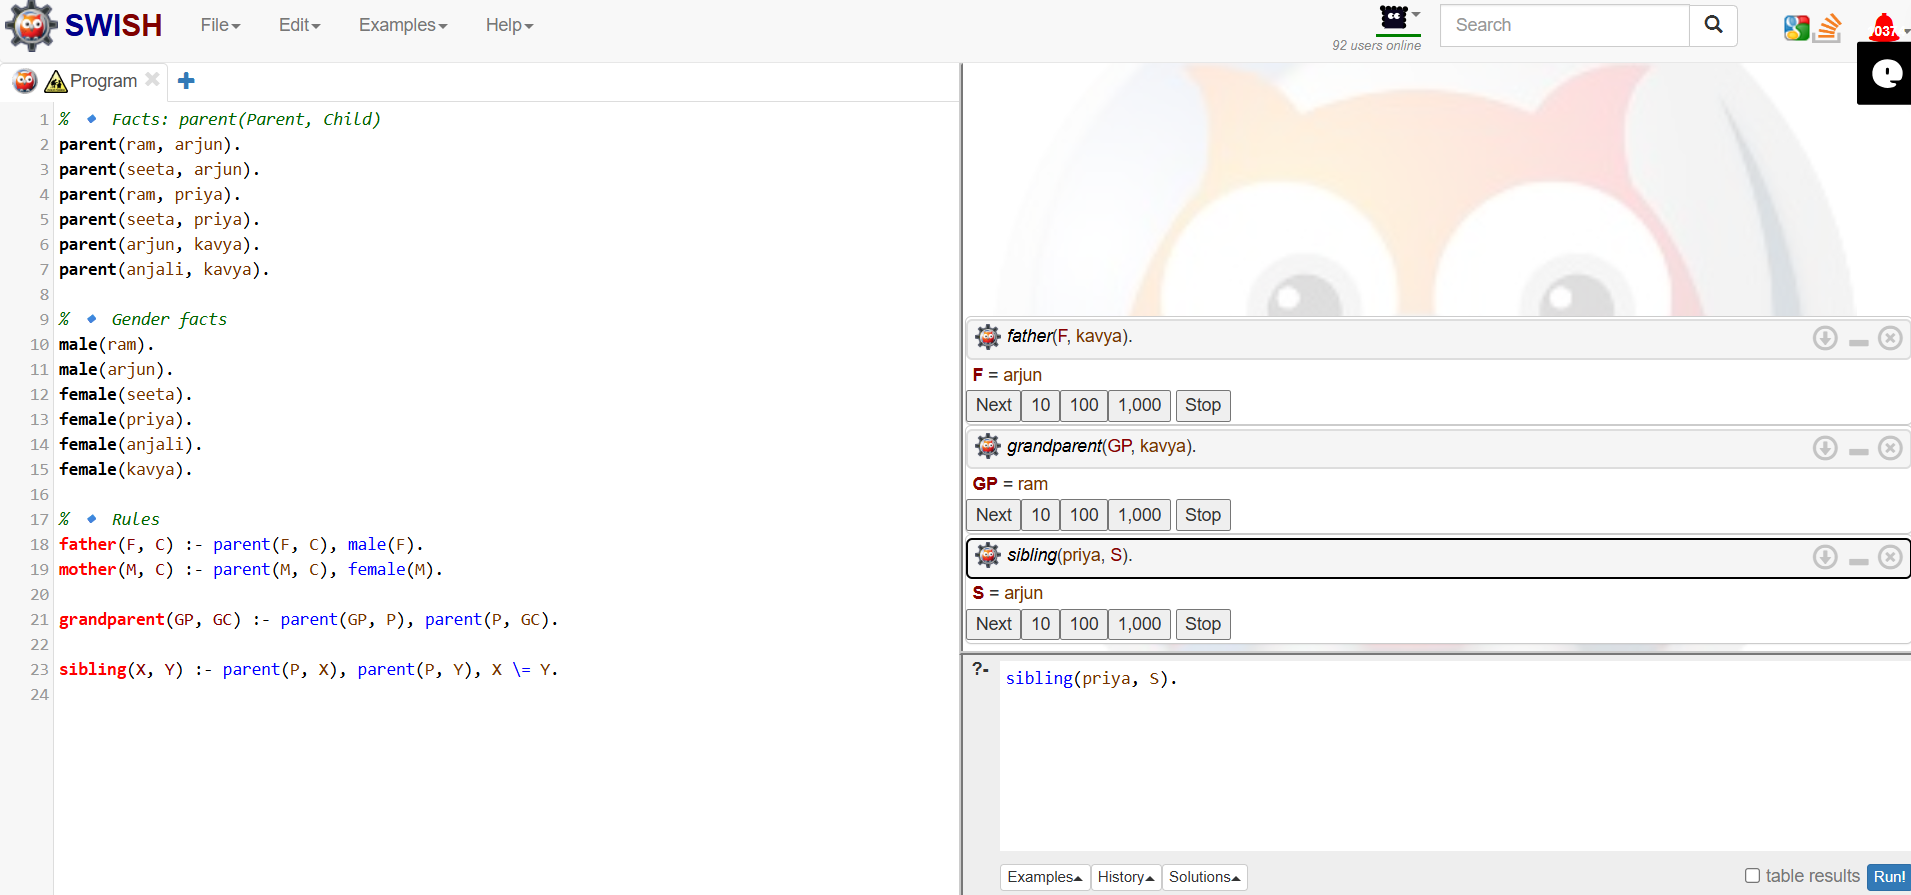 SWISH File Edit Examples Help 92 users online Search
Program
1 % 🔹 Facts: parent(Parent, Child)
2 parent(ram, arjun).
3 parent(seeta, arjun).
4 parent(ram, priya).
5 parent(seeta, priya).
6 parent(arjun, kavya).
7 parent(anjali, kavya).
8
9 % 🔹 Gender facts
10 male(ram).
11 male(arjun).
12 female(seeta).
13 female(priya).
14 female(anjali).
15 female(kavya).
16
17 % 🔹 Rules
18 father(F, C) :- parent(F, C), male(F).
19 mother(M, C) :- parent(M, C), female(M).
20
21 grandparent(GP, GC) :- parent(GP, P), parent(P, GC).
22
23 sibling(X, Y) :- parent(P, X), parent(P, Y), X \= Y.
24
father(F, kavya).
F = arjun
Next 10 100 1,000 Stop
grandparent(GP, kavya).
GP = ram
Next 10 100 1,000 Stop
sibling(priya, S).
S = arjun
Next 10 100 1,000 Stop
?- sibling(priya, S).
Examples History Solutions table results Run!